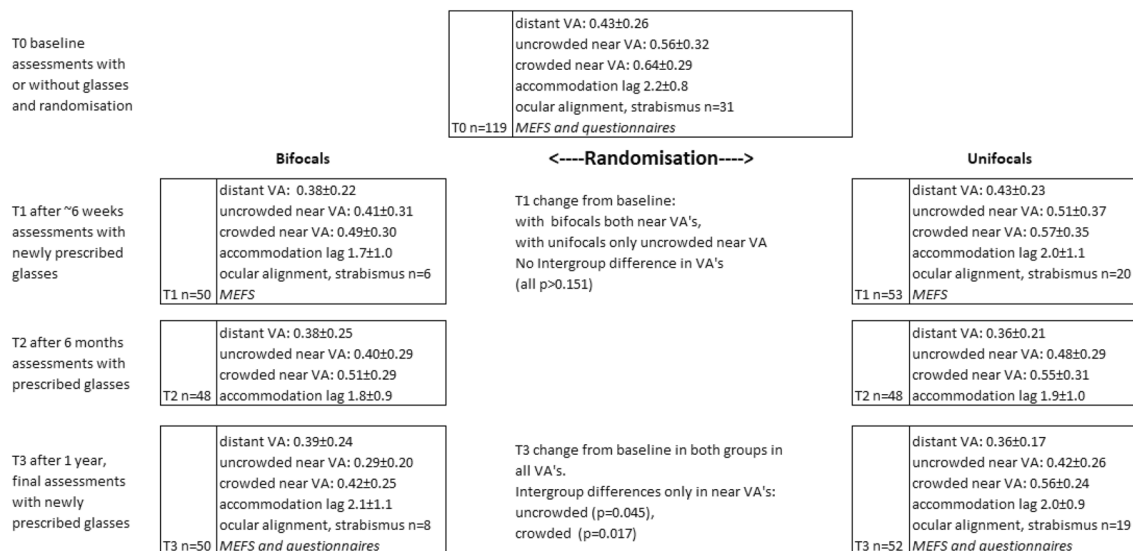 T0 baseline
assessments with
or without glasses
and randomisation
distant VA: 0.43±0.26
uncrowded near VA: 0.56±0.32
crowded near VA: 0.64±0.29
accommodation lag 2.2±0.8
ocular alignment, strabismus n=31
T0 n=119 MEFS and questionnaires
Bifocals
<----Randomisation---->
Unifocals
T1 after ~6 weeks
assessments with
newly prescribed
glasses
distant VA: 0.38±0.22
uncrowded near VA: 0.41±0.31
crowded near VA: 0.49±0.30
accommodation lag 1.7±1.0
ocular alignment, strabismus n=6
T1 n=50 MEFS
T1 change from baseline:
with bifocals both near VA's,
with unifocals only uncrowded near VA
No Intergroup difference in VA's
(all p>0.151)
distant VA: 0.43±0.23
uncrowded near VA: 0.51±0.37
crowded near VA: 0.57±0.35
accommodation lag 2.0±1.1
ocular alignment, strabismus n=20
T1 n=53 MEFS
T2 after 6 months
assessments with
prescribed glasses
distant VA: 0.38±0.25
uncrowded near VA: 0.40±0.29
crowded near VA: 0.51±0.29
T2 n=48 accommodation lag 1.8±0.9
distant VA: 0.36±0.21
uncrowded near VA: 0.48±0.29
crowded near VA: 0.55±0.31
T2 n=48 accommodation lag 1.9±1.0
T3 after 1 year,
final assessments
with newly
prescribed glasses
distant VA: 0.39±0.24
uncrowded near VA: 0.29±0.20
crowded near VA: 0.42±0.25
accommodation lag 2.1±1.1
ocular alignment, strabismus n=8
T3 n=50 MEFS and questionnaires
T3 change from baseline in both groups in
all VA's.
Intergroup differences only in near VA's:
uncrowded (p=0.045),
crowded (p=0.017)
distant VA: 0.36±0.17
uncrowded near VA: 0.42±0.26
crowded near VA: 0.56±0.24
accommodation lag 2.0±0.9
ocular alignment, strabismus n=19
T3 n=52 MEFS and questionnaires